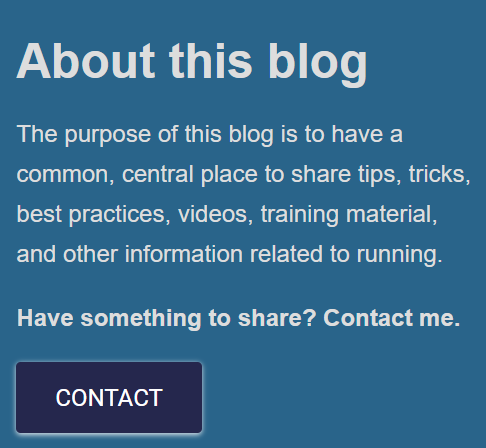 About this blog
The purpose of this blog is to have a
common, central place to share tips, tricks,
best practices, videos, training material,
and other information related to running.
Have something to share? Contact me.
CONTACT